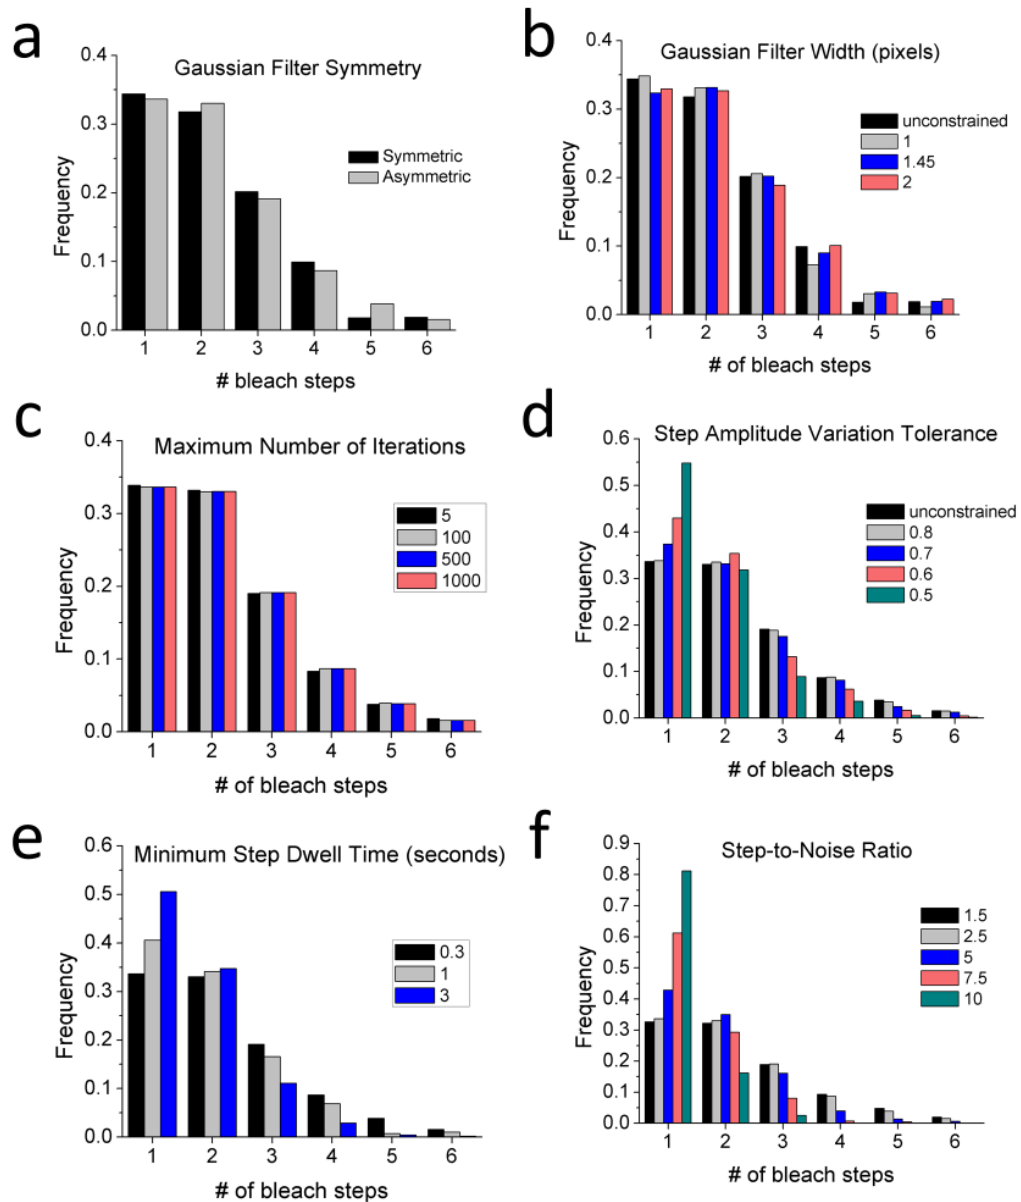 a
Gaussian Filter Symmetry
0.4
0.3
0.2
0.1
0.0
Frequency
Symmetric
Asymmetric
1 2 3 4 5 6
# bleach steps
b
Gaussian Filter Width (pixels)
0.4
0.3
0.2
0.1
0.0
Frequency
unconstrained
1
1.45
2
1 2 3 4 5 6
# of bleach steps
c
Maximum Number of Iterations
0.4
0.3
0.2
0.1
0.0
Frequency
5
100
500
1000
1 2 3 4 5 6
# of bleach steps
d
Step Amplitude Variation Tolerance
0.6
0.5
0.4
0.3
0.2
0.1
0.0
Frequency
unconstrained
0.8
0.7
0.6
0.5
1 2 3 4 5 6
# of bleach steps
e
Minimum Step Dwell Time (seconds)
0.6
0.5
0.4
0.3
0.2
0.1
0.0
Frequency
0.3
1
3
1 2 3 4 5 6
# of bleach steps
f
Step-to-Noise Ratio
0.9
0.8
0.7
0.6
0.5
0.4
0.3
0.2
0.1
0.0
Frequency
1.5
2.5
5
7.5
10
1 2 3 4 5 6
# of bleach steps